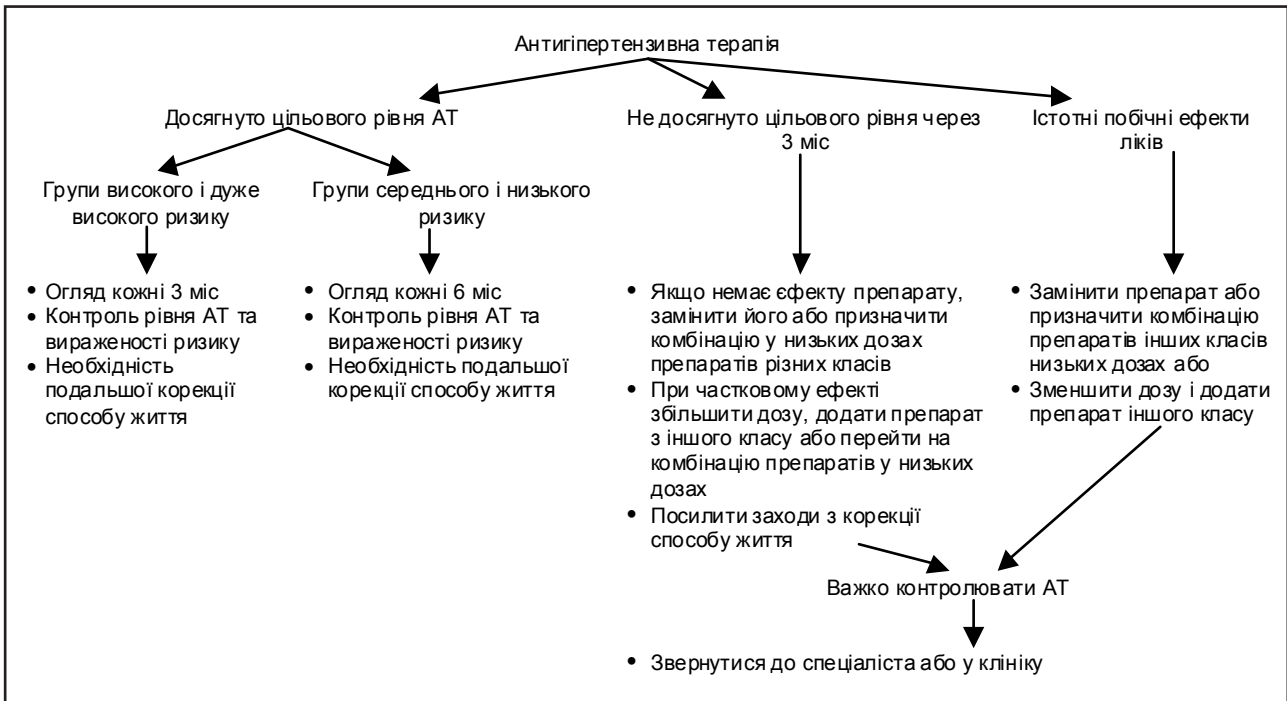 Антигіпертензивна терапія
Досягнуто цільового рівня АТ
Не досягнуто цільового рівня через
3 міс
Істотні побічні ефекти
ліків
Групи високого і дуже
високого ризику
Групи середнього і низького
ризику
• Огляд кожні 3 міс
• Контроль рівня АТ та
вираженості ризику
• Необхідність
подальшої корекції
способу життя
• Огляд кожні 6 міс
• Контроль рівня АТ та
вираженості ризику
• Необхідність подальшої
корекції способу життя
• Якщо немає єфекту препарату,
замінити його або призначити
комбінацію у низьких дозах
препаратів різних класів
• При частковому ефекті
збільшити дозу, додати препарат
з іншого класу або перейти на
комбінацію препаратів у низьких
дозах
• Посилити заходи з корекції
способу життя
• Замінити препарат або
призначити комбінацію
препаратів інших класів
низьких дозах або
• Зменшити дозу і додати
препарат іншого класу
Важко контролювати АТ
• Звернутися до спеціаліста або у клініку